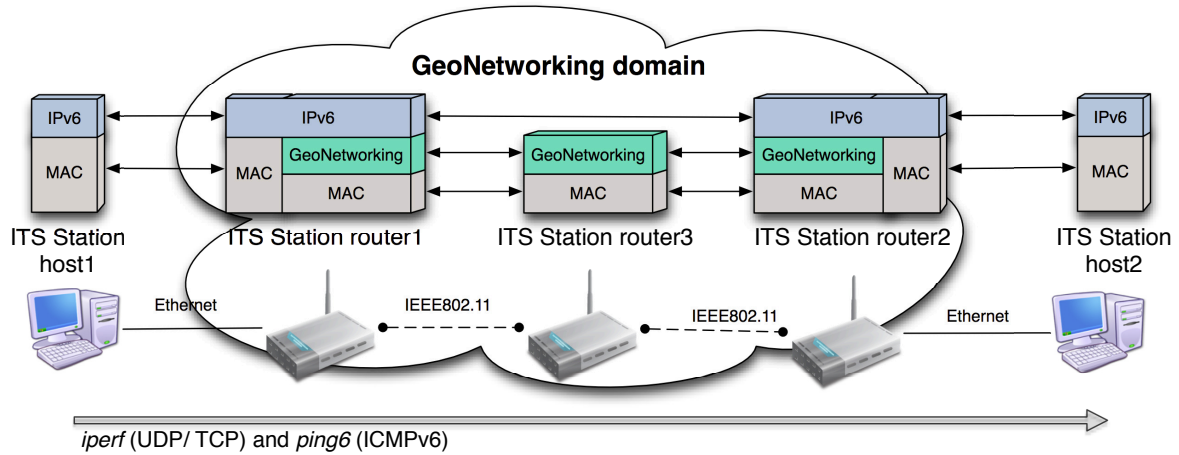 GeoNetworking domain
IPv6
MAC
IPv6
MAC
GeoNetworking
MAC
GeoNetworking
MAC
IPv6
GeoNetworking
MAC
MAC
IPv6
MAC
ITS Station
host1
ITS Station router1
ITS Station router3
ITS Station router2
ITS Station
host2
Ethernet
IEEE802.11
IEEE802.11
Ethernet
iperf (UDP/ TCP) and ping6 (ICMPv6)